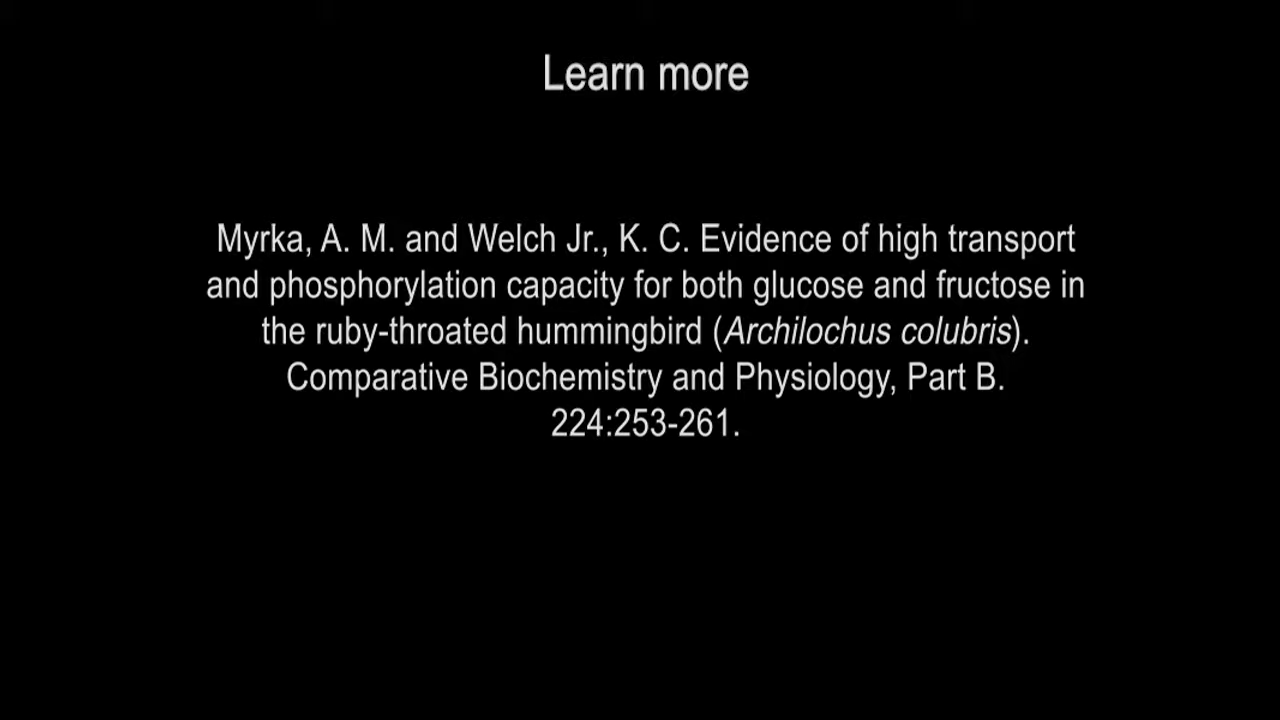 Learn more
Myrka, A. M. and Welch Jr., K. C. Evidence of high transport
and phosphorylation capacity for both glucose and fructose in
the ruby-throated hummingbird (Archilochus colubris).
Comparative Biochemistry and Physiology, Part B.
224:253-261.